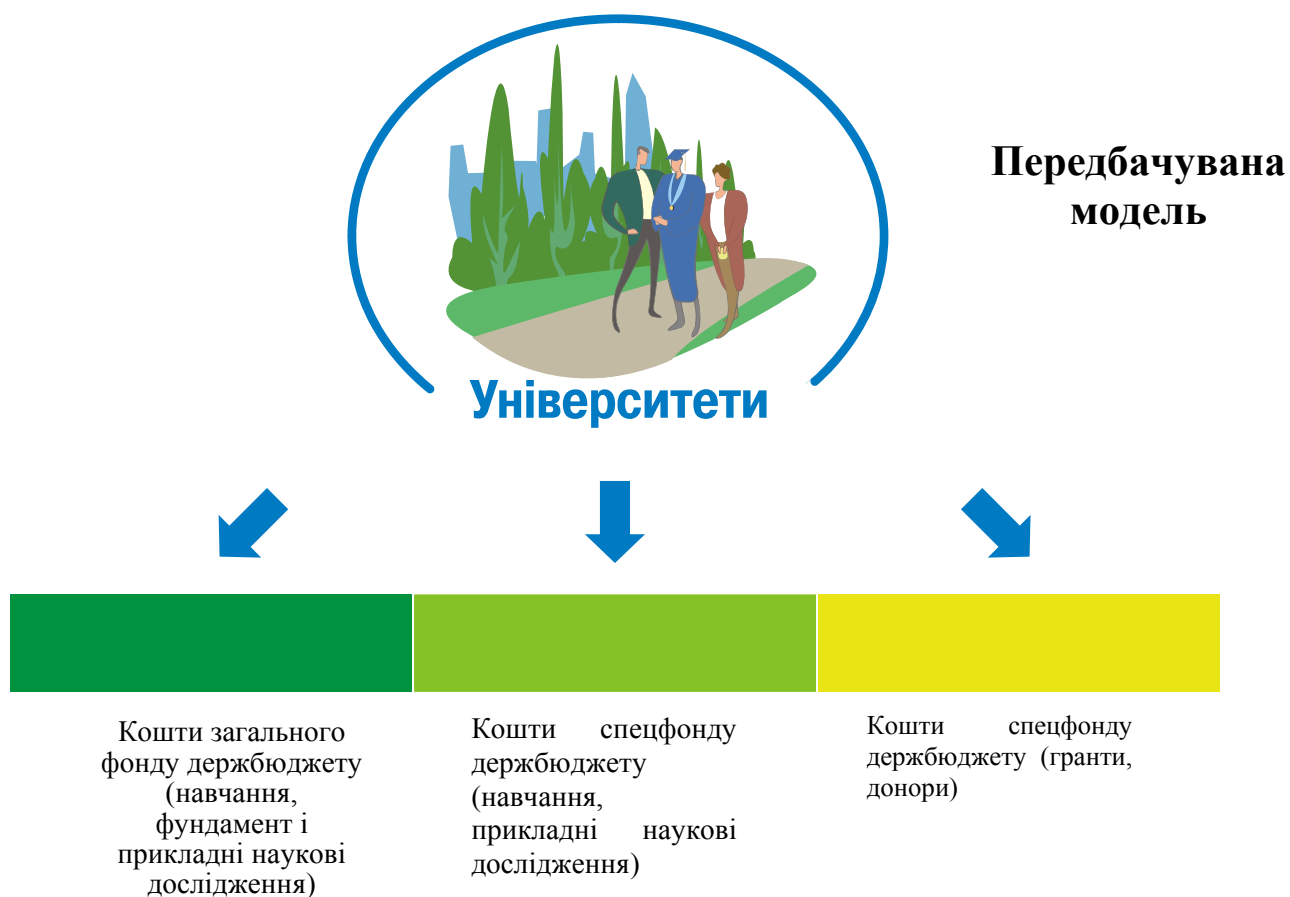 Передбачувана
модель
Університети
Кошти загального
фонду держбюджету
(навчання,
фундамент і
прикладні наукові
дослідження)
Кошти спецфонду
держбюджету
(навчання,
прикладні наукові
дослідження)
Кошти спецфонду
держбюджету (гранти,
донори)